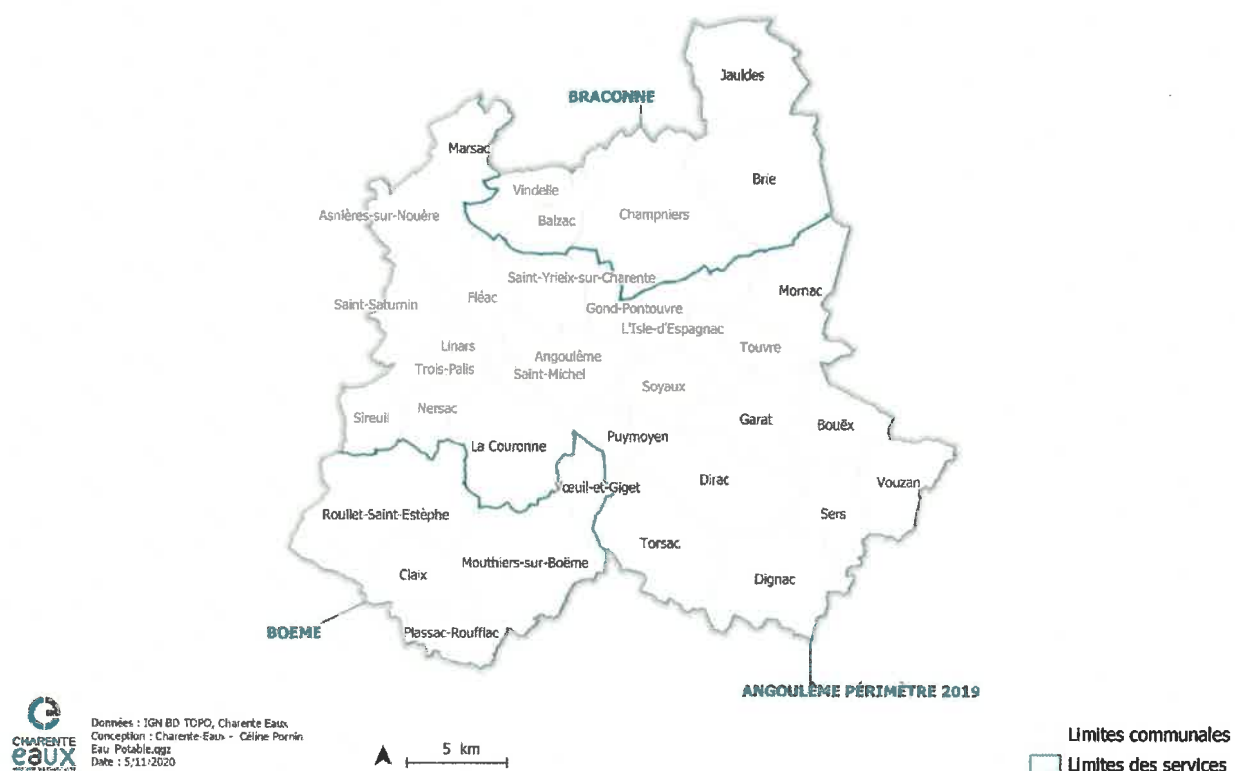 Jauldes
BRACONNE
Marsac
Brie
Vindelle
Asnières-sur-Nouère
Balzac
Champniers
Saint-Yrieix-sur-Charente
Mornac
Saint-Saturnin
Fléac
Gond-Pontouvre
L'Isle-d'Espagnac
Linars
Angoulême
Touvre
Trois-Palis
Saint-Michel
Soyaux
Sireuil
Nersac
Garat
Bouëx
La Couronne
Puymoyen
Vœuil-et-Giget
Dirac
Vouzan
Roullet-Saint-Estèphe
Sers
Torsac
Mouthiers-sur-Boëme
Claix
Dignac
BOEME
Plassac-Rouffiac
ANGOULÊME PÉRIMÈTRE 2019
CHARENTE
eaux
Données : IGN BD TOPO, Charente Eaux
Conception : Charente-Eaux - Céline Pornin
Eau Potable.qgz
Date : 5/11/2020
5 km
Limites communales
Limites des services